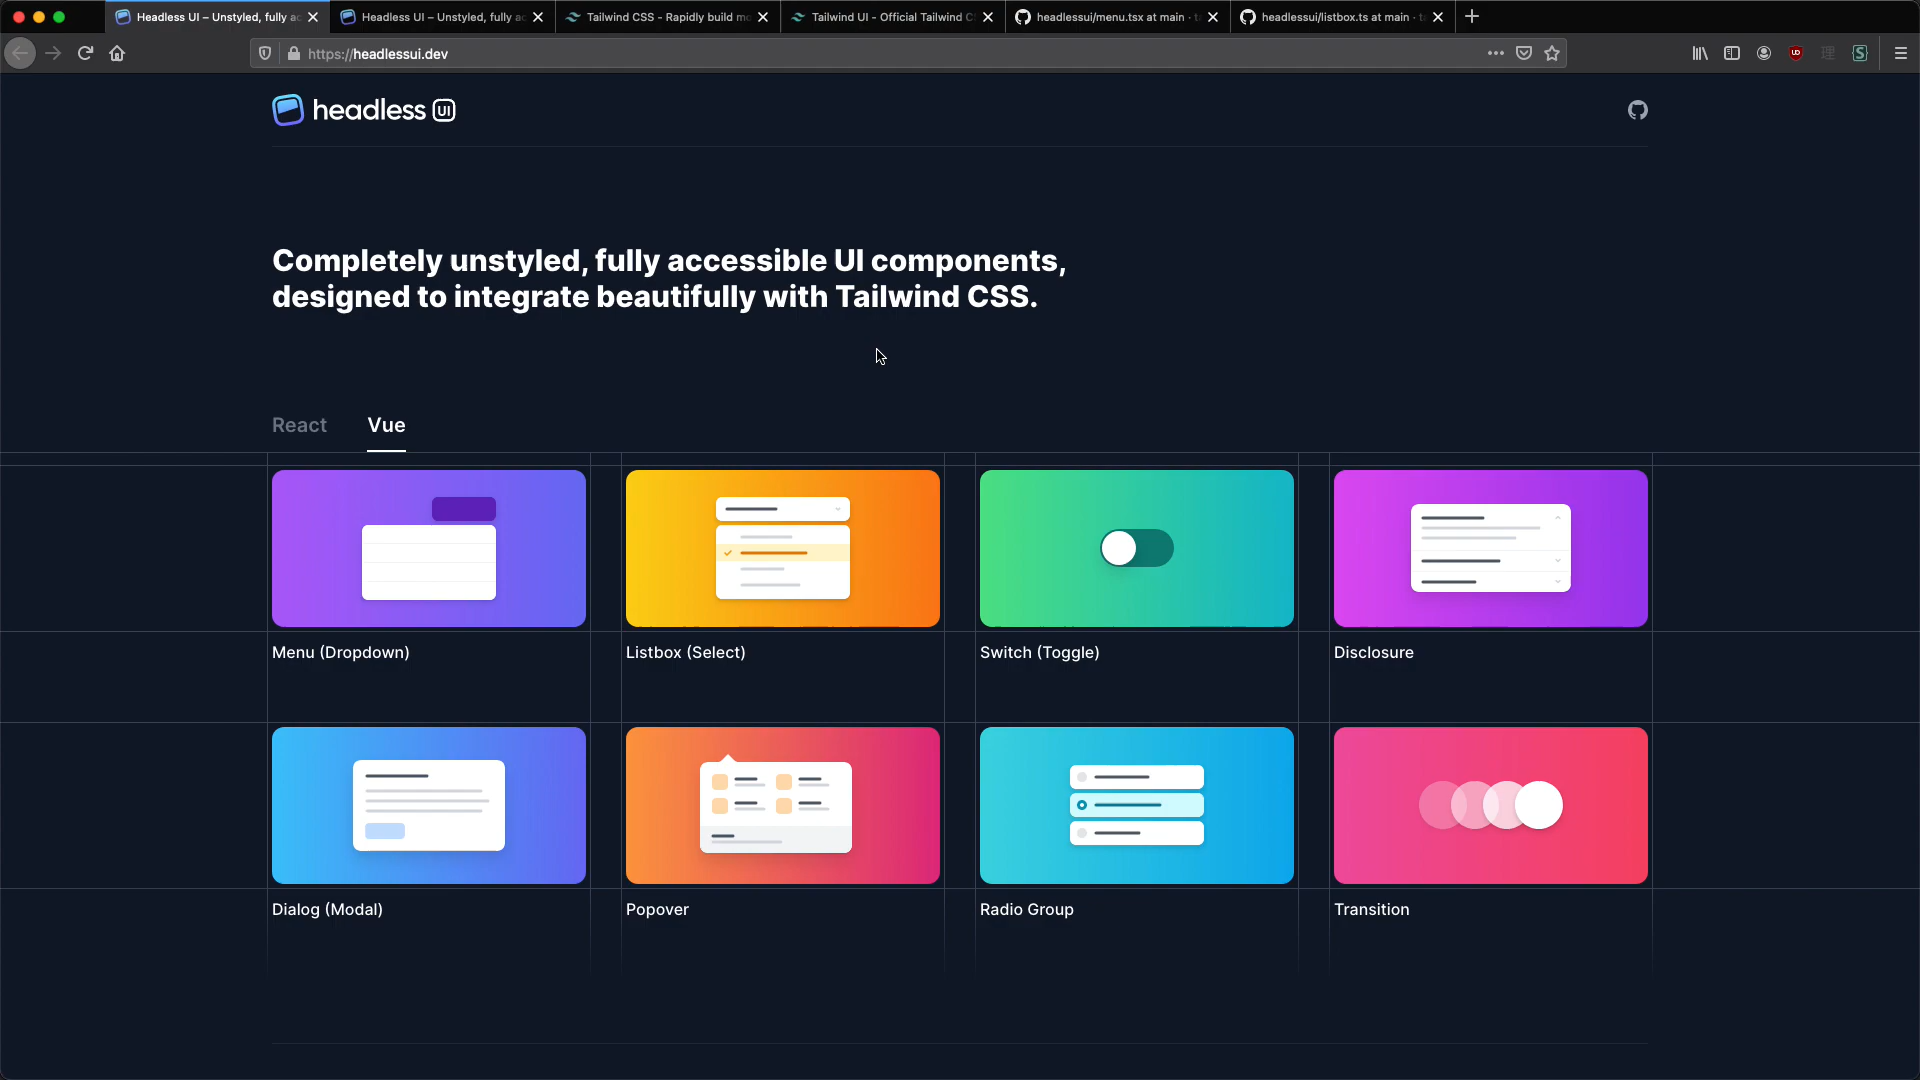 Headless UI – Unstyled, fully ac
Headless UI – Unstyled, fully ac
Tailwind CSS - Rapidly build mo
Tailwind UI - Official Tailwind C
headlessui/menu.tsx at main · t
headlessui/listbox.ts at main · t
https://headlessui.dev
headless UI
Completely unstyled, fully accessible UI components,
designed to integrate beautifully with Tailwind CSS.
React
Vue
Menu (Dropdown)
Listbox (Select)
Switch (Toggle)
Disclosure
Dialog (Modal)
Popover
Radio Group
Transition